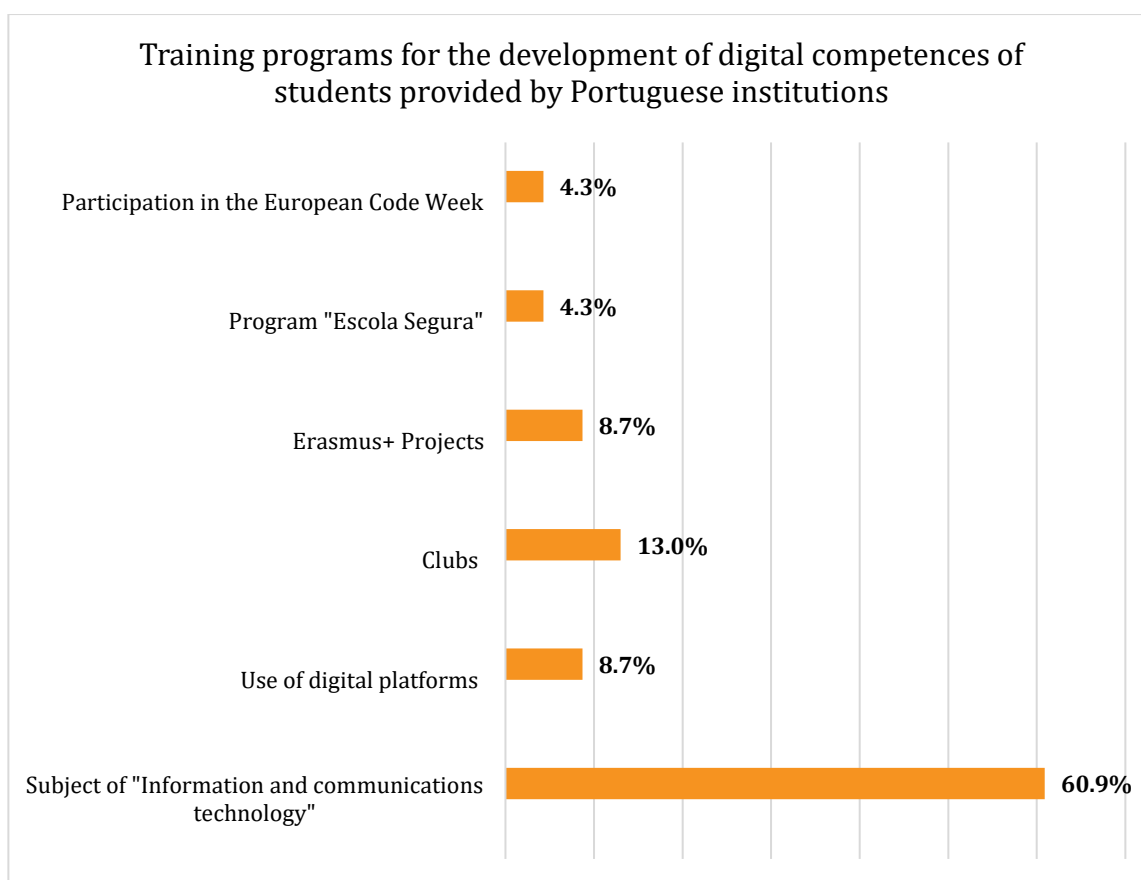 Training programs for the development of digital competences of
students provided by Portuguese institutions
Participation in the European Code Week
4.3%
Program "Escola Segura"
4.3%
Erasmus+ Projects
8.7%
Clubs
13.0%
Use of digital platforms
8.7%
Subject of "Information and communications
technology"
60.9%